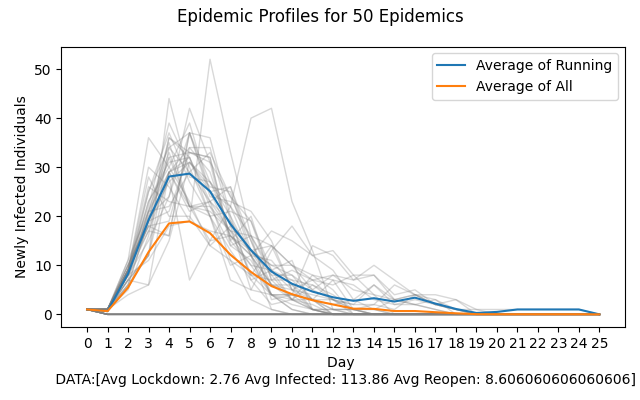 Epidemic Profiles for 50 Epidemics
Average of Running
Average of All
Newly Infected Individuals
50
40
30
20
10
0
0 1 2 3 4 5 6 7 8 9 10 11 12 13 14 15 16 17 18 19 20 21 22 23 24 25
Day
DATA:[Avg Lockdown: 2.76 Avg Infected: 113.86 Avg Reopen: 8.606060606060606]